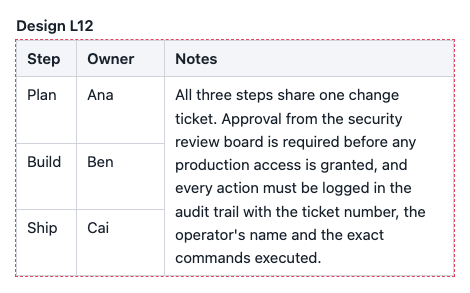 Design L12
Step Owner Notes
Plan Ana All three steps share one change
ticket. Approval from the security
review board is required before any
Build Ben production access is granted, and
every action must be logged in the
audit trail with the ticket number, the
Ship Cai operator's name and the exact
commands executed.